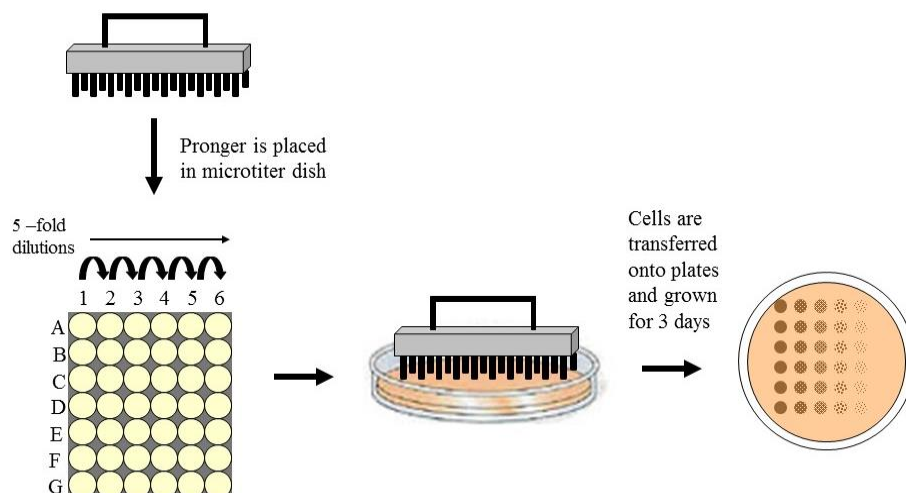 Pronger is placed
in microtiter dish
5 –fold
dilutions
1 2 3 4 5 6
A
B
C
D
E
F
G
Cells are
transferred
onto plates
and grown
for 3 days